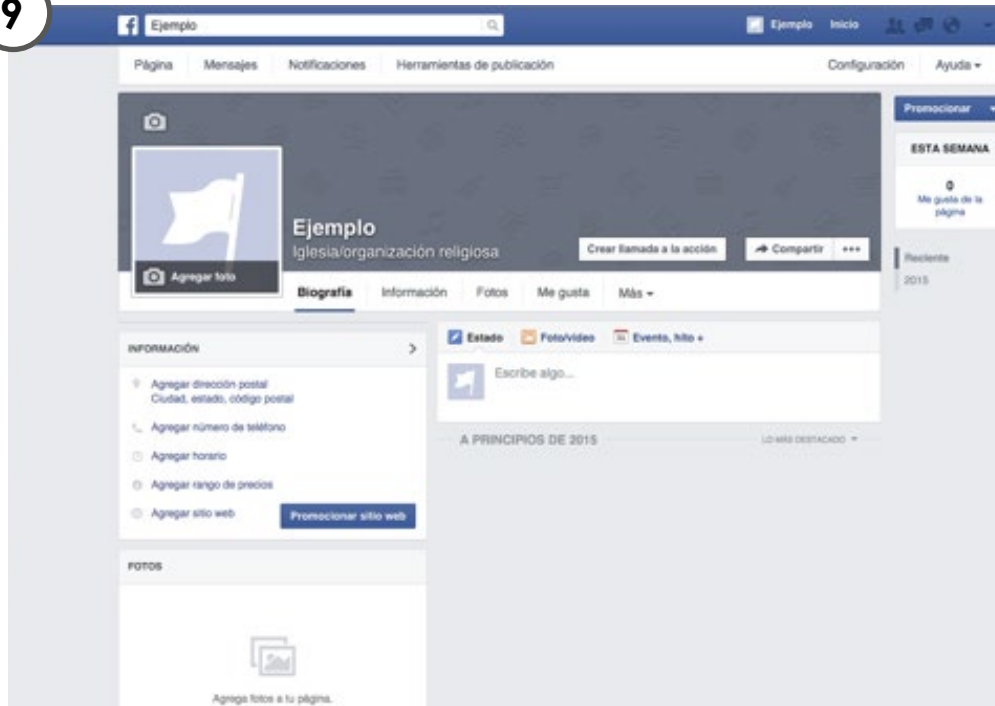 9
f Ejemplo
Ejemplo Inicio
Página Mensajes Notificaciones Herramientas de publicación Configuración Ayuda
Promocionar
ESTA SEMANA
0
Me gusta de la
página
Reciente
2015
Ejemplo
Iglesia/organización religiosa
Crear llamada a la acción Compartir •••
Agregar foto
Biografía Información Fotos Me gusta Más
INFORMACIÓN
Agregar dirección postal
Ciudad, estado, código postal
Agregar número de teléfono
Agregar horario
Agregar rango de precios
Agregar sitio web Promocionar sitio web
FOTOS
Agrega fotos a tu página.
Estado Foto/video 31 Evento, hito +
Escribe algo...
A PRINCIPIOS DE 2015 LO MÁS DESTACADO